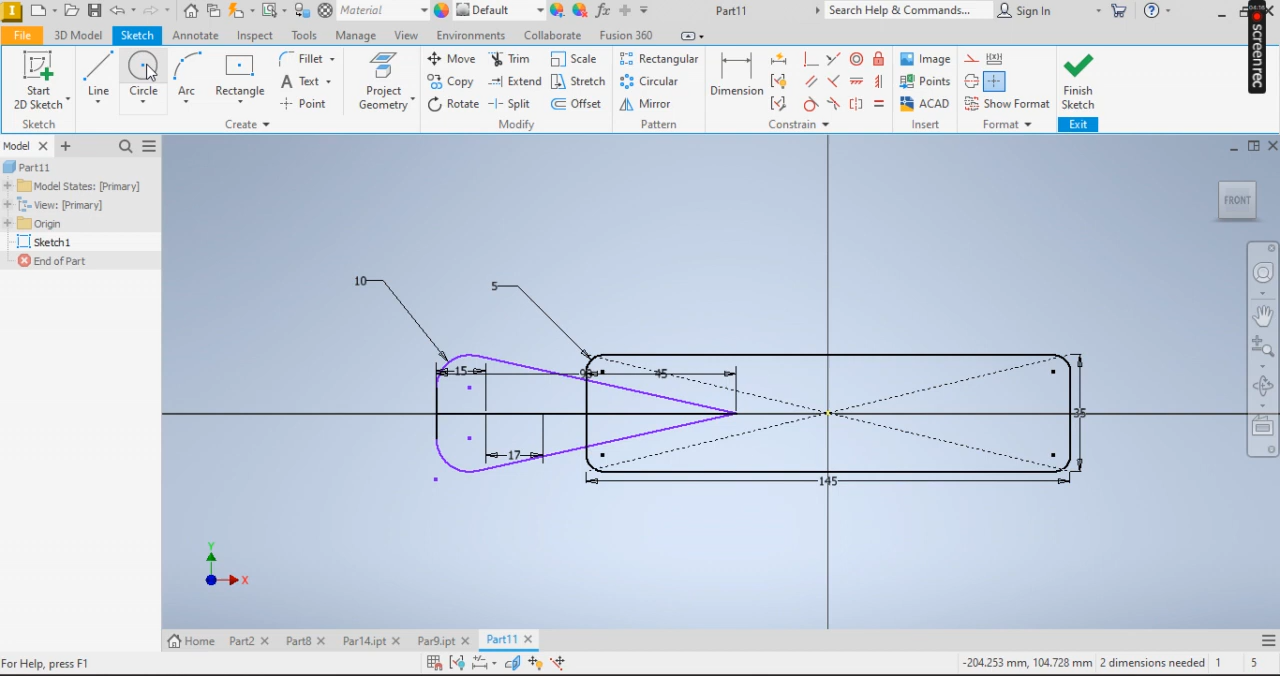 Material
Default
fx
Part11
Search Help & Commands...
Sign In
File
3D Model
Sketch
Annotate
Inspect
Tools
Manage
View
Environments
Collaborate
Fusion 360
Start
2D Sketch
Line
Circle
Arc
Rectangle
Fillet
Text
Point
Project
Geometry
Move
Copy
Rotate
Trim
Extend
Split
Scale
Stretch
Offset
Rectangular
Circular
Mirror
Dimension
Image
Points
ACAD
Show Format
Finish
Sketch
Sketch
Create
Modify
Pattern
Constrain
Insert
Format
Exit
screenrec
Model
Part11
Model States: [Primary]
View: [Primary]
Origin
Sketch1
End of Part
FRONT
10
5
15
45
17
35
145
Y
X
Home
Part2
Part8
Par14.ipt
Par9.ipt
Part11
For Help, press F1
-204.253 mm, 104.728 mm
2 dimensions needed
1
5